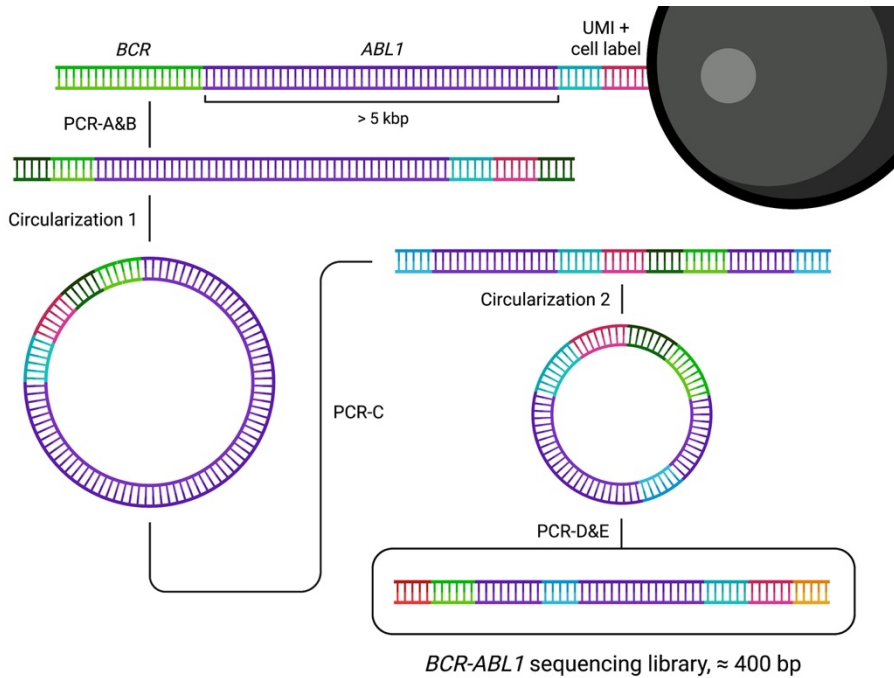 BCR
ABL1
UMI +
cell label
> 5 kbp
PCR-A&B
Circularization 1
Circularization 2
PCR-C
PCR-D&E
BCR-ABL1 sequencing library, ≈ 400 bp